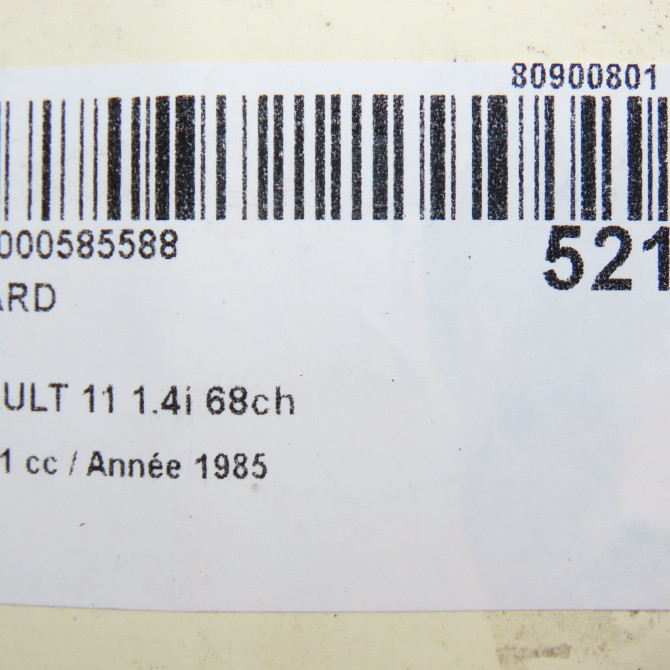 80900801
000585588
521
ARD
ULT 11 1.4i 68ch
1 cc / Année 1985